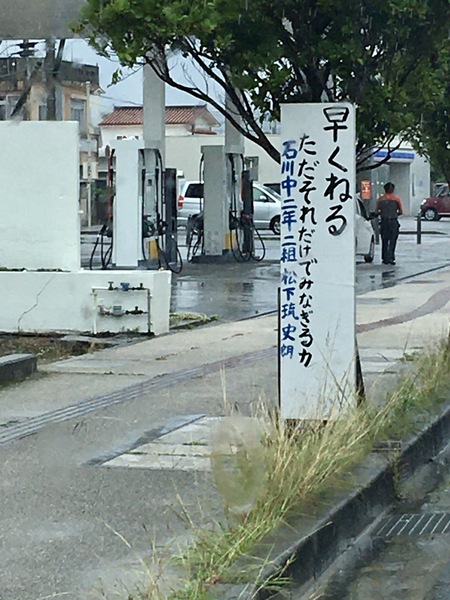 早くねる
ただそれだけでみなぎる力
石川中二年二組 松下琉史朗